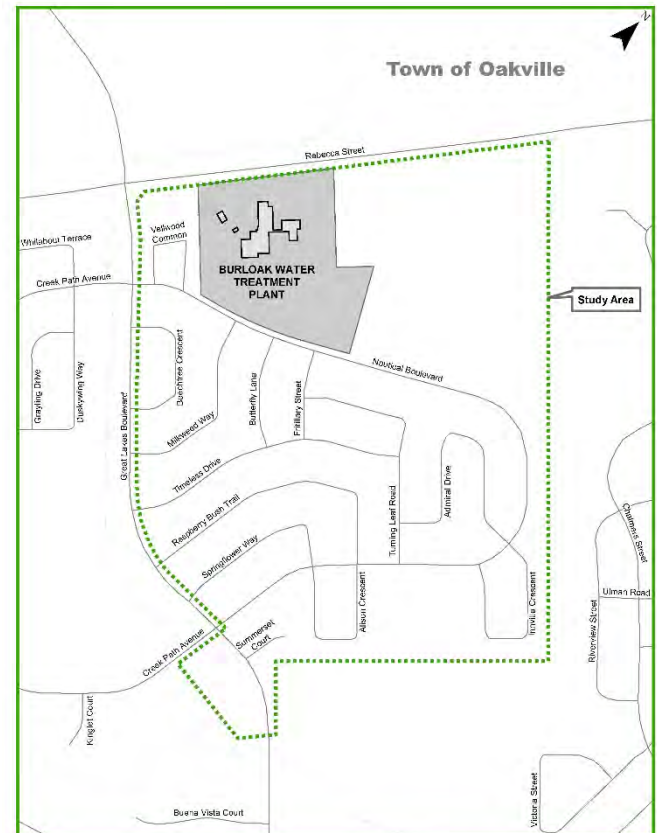 N
Town of Oakville
Rebecca Street
Whitabout Terrace
Vellwood
Common
BURLOAK WATER
TREATMENT
PLANT
Creek Path Avenue
Study Area
Grayling Drive
Duskywing Way
Great Lakes Boulevard
Beechtree Crescent
Milkweed Way
Butterfly Lane
Fritillary Street
Nautical Boulevard
Timeless Drive
Raspberry Bush Trail
Springflower Way
Turning Leaf Road
Admiral Drive
Chalmers Street
Ulman Road
Riverview Street
Creek Path Avenue
Summerset
Court
Alison Crescent
Invicta Crescent
Kinglet Court
Victoria Street
Buena Vista Court